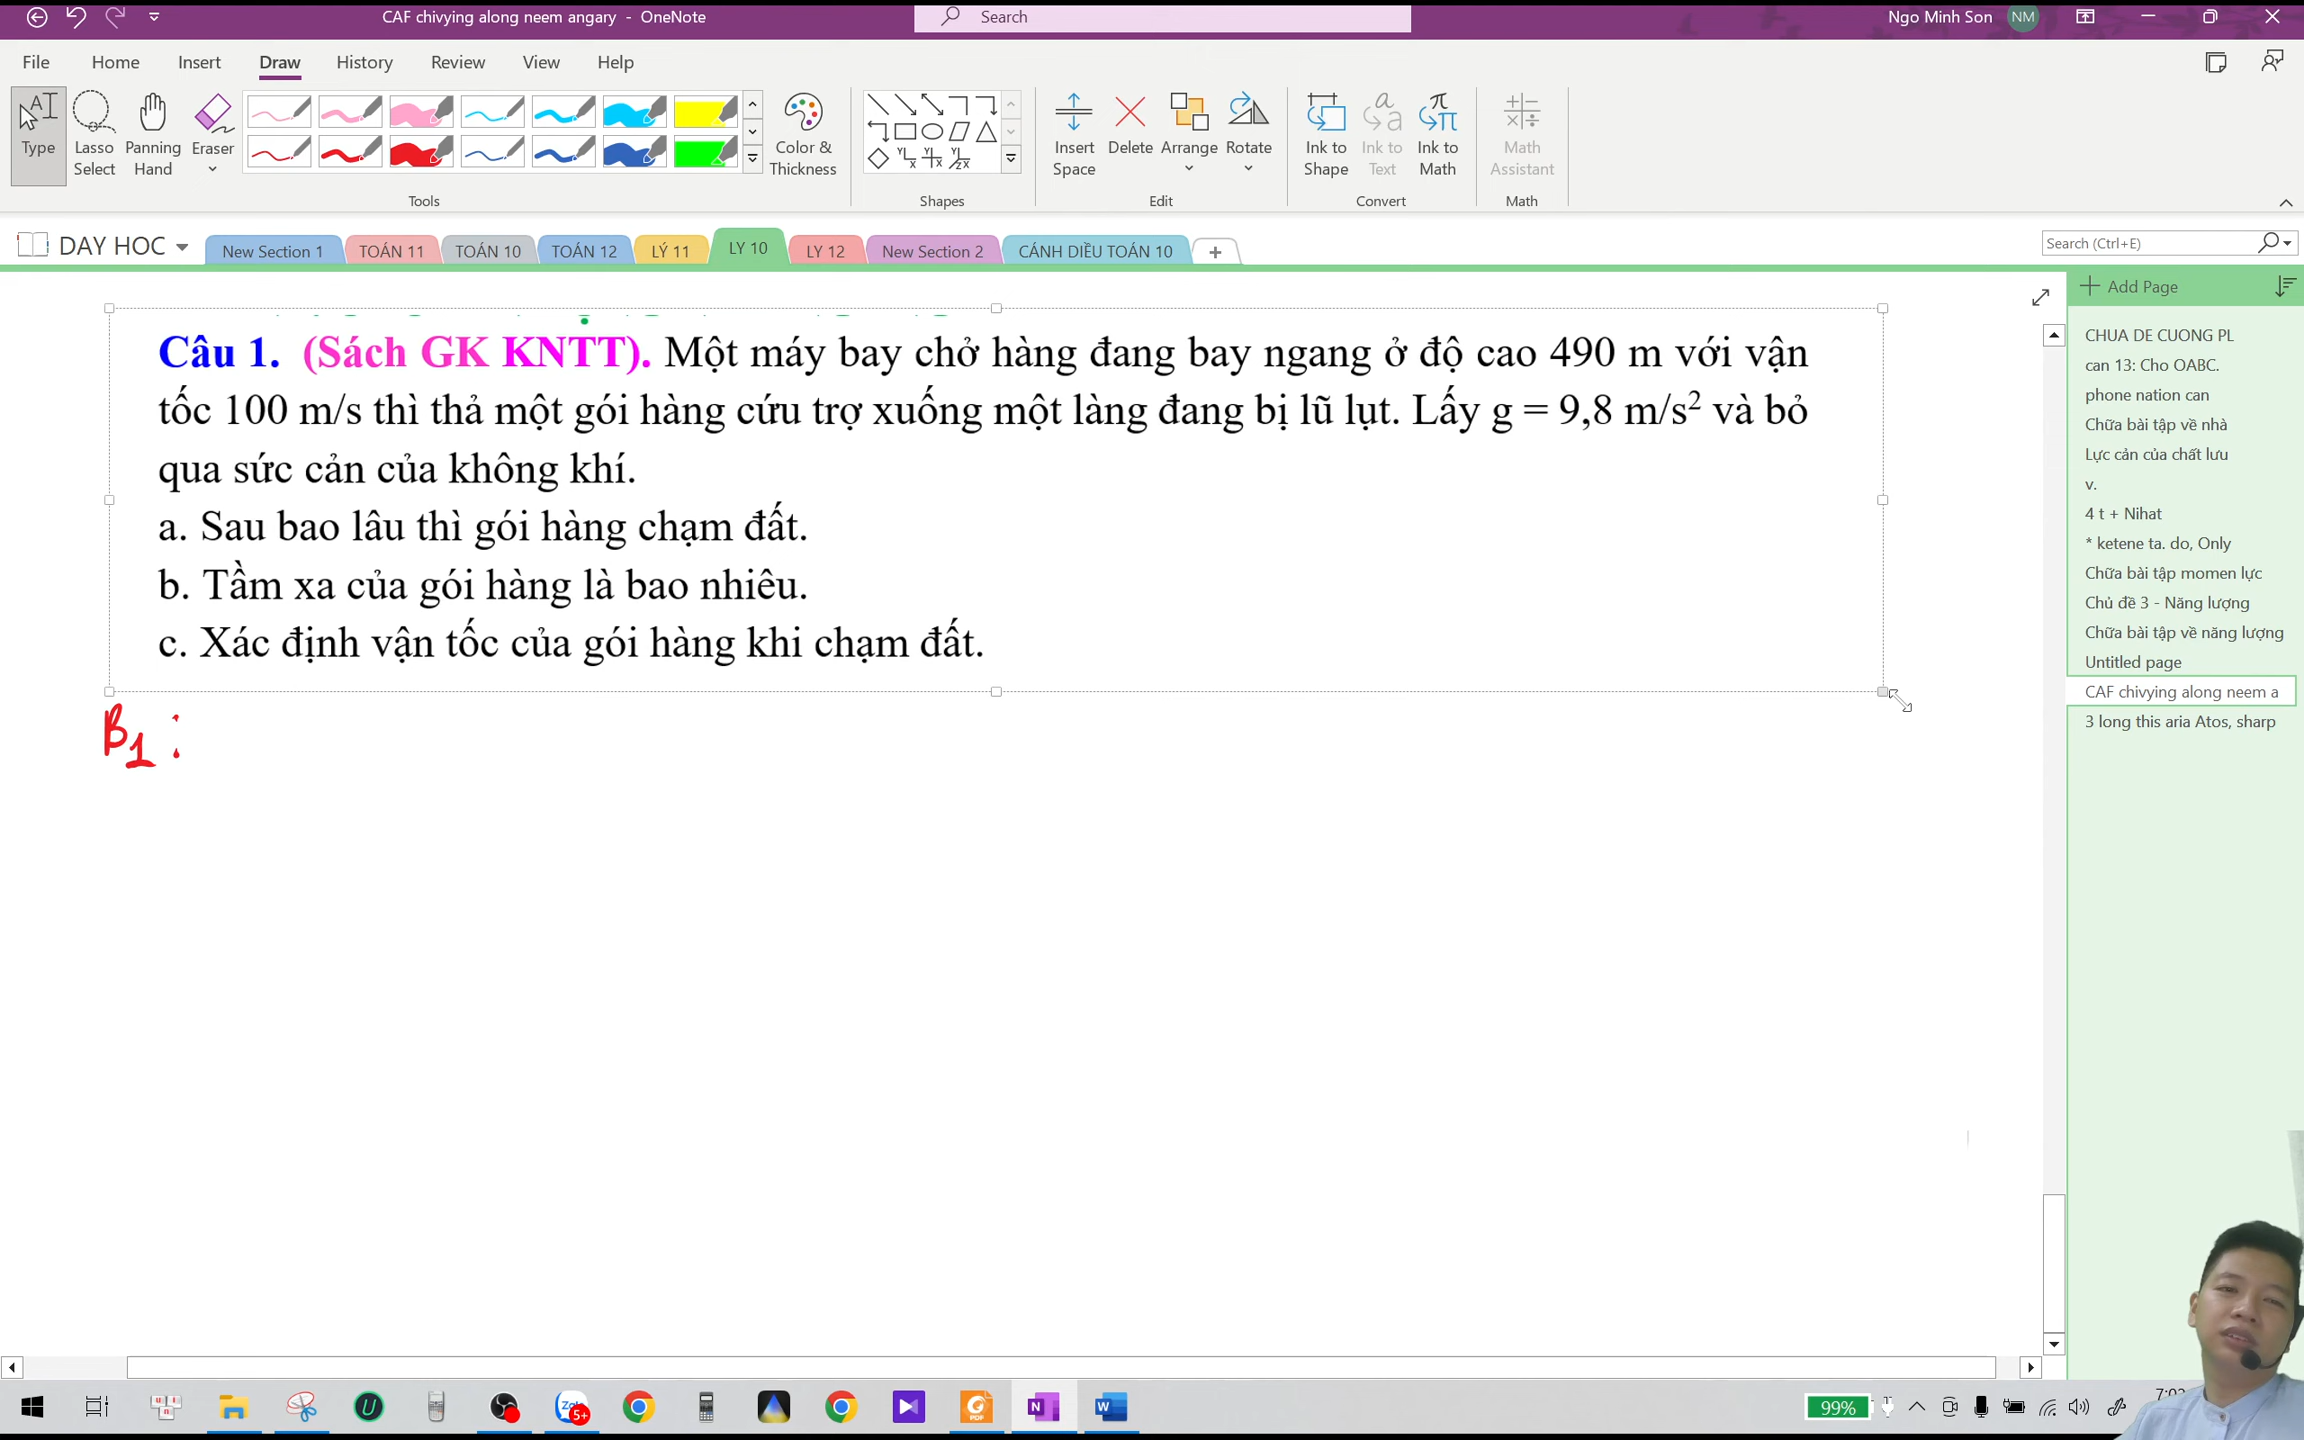 CAF chivying along neem angary - OneNote
Search
Ngo Minh Son
NM
File Home Insert Draw History Review View Help
Type
Lasso Select
Panning Hand
Eraser
Color & Thickness
Insert Space
Delete
Arrange
Rotate
Ink to Shape
Ink to Text
Ink to Math
Math Assistant
Tools Shapes Edit Convert Math
DAY HOC
New Section 1 TOÁN 11 TOÁN 10 TOÁN 12 LÝ 11 LY 10 LY 12 New Section 2 CÁNH DIỀU TOÁN 10
Search (Ctrl+E)
Câu 1. (Sách GK KNTT). Một máy bay chở hàng đang bay ngang ở độ cao 490 m với vận
tốc 100 m/s thì thả một gói hàng cứu trợ xuống một làng đang bị lũ lụt. Lấy g = 9,8 m/s² và bỏ
qua sức cản của không khí.
a. Sau bao lâu thì gói hàng chạm đất.
b. Tầm xa của gói hàng là bao nhiêu.
c. Xác định vận tốc của gói hàng khi chạm đất.
B1 :
Add Page
CHUA DE CUONG PL
can 13: Cho OABC.
phone nation can
Chữa bài tập về nhà
Lực cản của chất lưu
v.
4 t + Nihat
* ketene ta. do, Only
Chữa bài tập momen lực
Chủ đề 3 - Năng lượng
Chữa bài tập về năng lượng
Untitled page
CAF chivying along neem a
3 long this aria Atos, sharp
99%